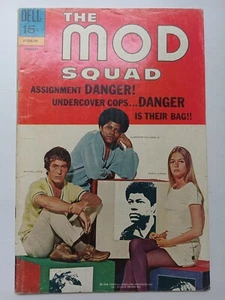 DELL
15¢
THE
MOD
SQUAD
ASSIGNMENT DANGER!
UNDERCOVER COPS...DANGER
IS THEIR BAG!!